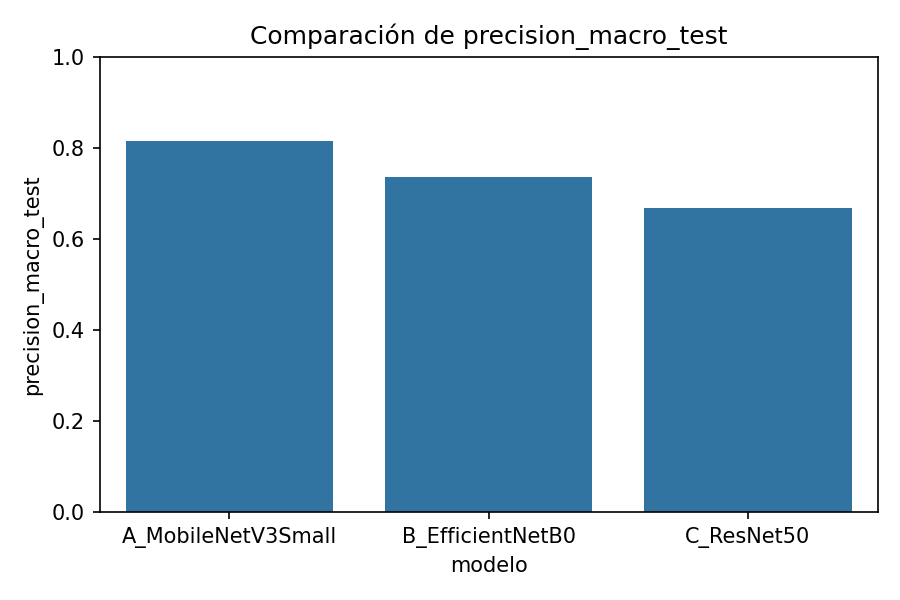 Comparación de precision_macro_test
precision_macro_test
1.0
0.8
0.6
0.4
0.2
0.0
A_MobileNetV3Small B_EfficientNetB0 C_ResNet50
modelo